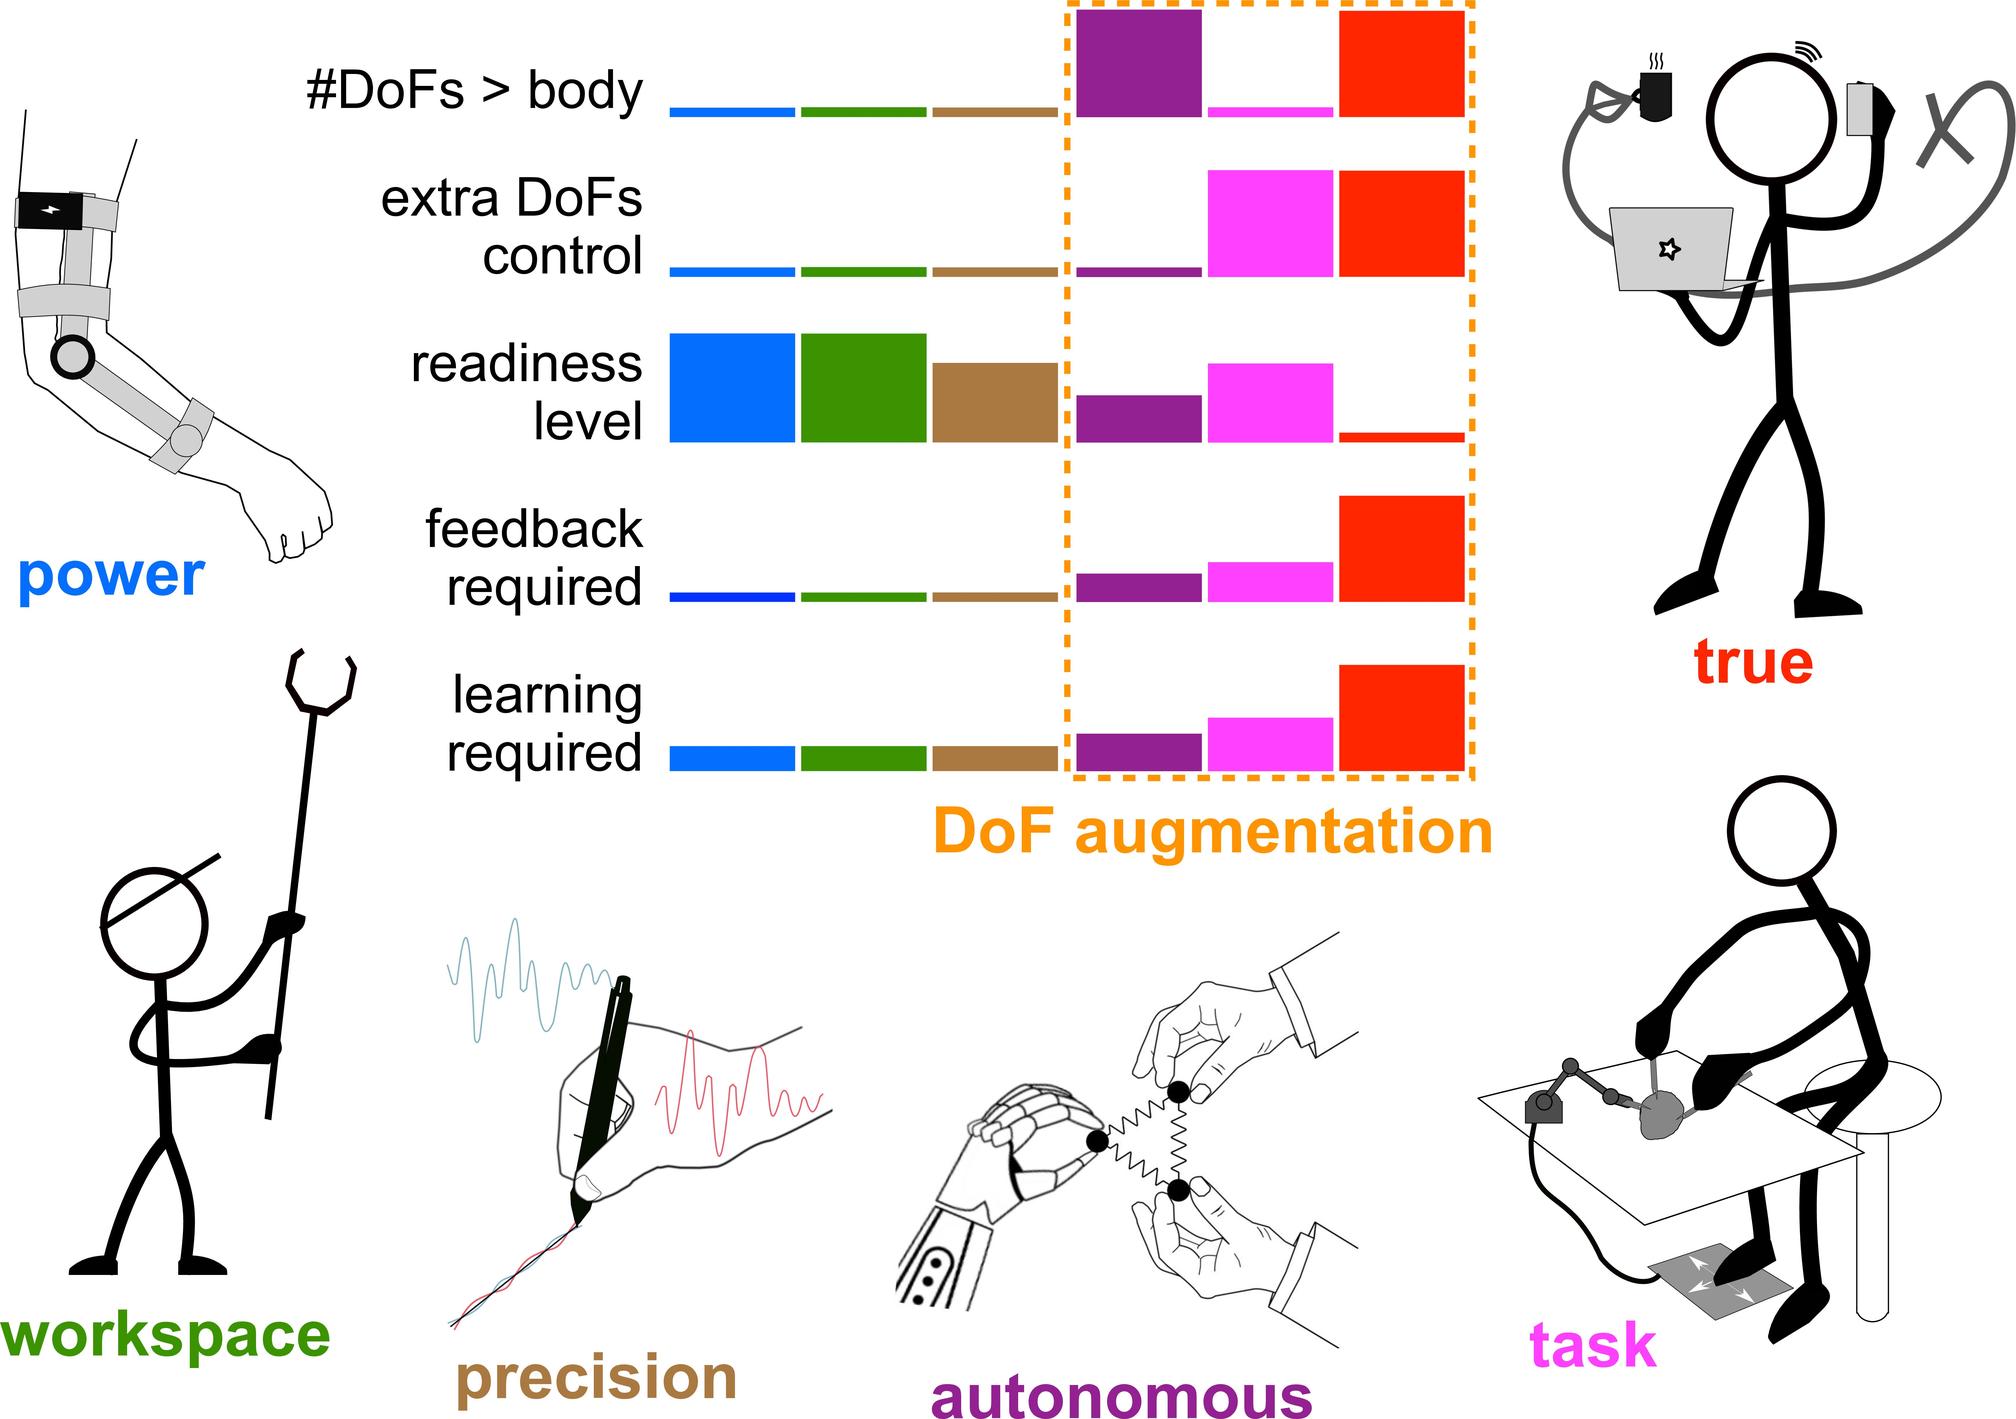 #DoFs > body
extra DoFs
control
readiness
level
feedback
required
learning
required
DoF augmentation
power
true
workspace
precision
autonomous
task